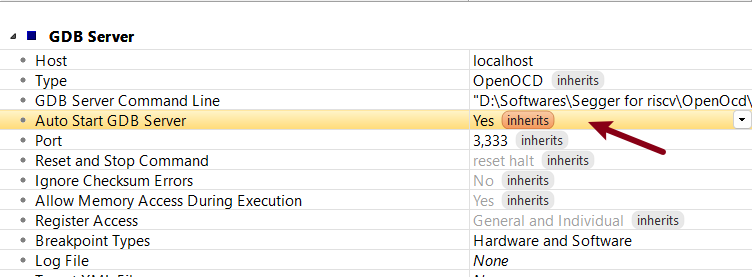 GDB Server
Host localhost
Type OpenOCD inherits
GDB Server Command Line "D:\Softwares\Segger for riscv\OpenOcd\
Auto Start GDB Server Yes inherits
Port 3,333 inherits
Reset and Stop Command reset halt inherits
Ignore Checksum Errors No inherits
Allow Memory Access During Execution Yes inherits
Register Access General and Individual inherits
Breakpoint Types Hardware and Software
Log File None